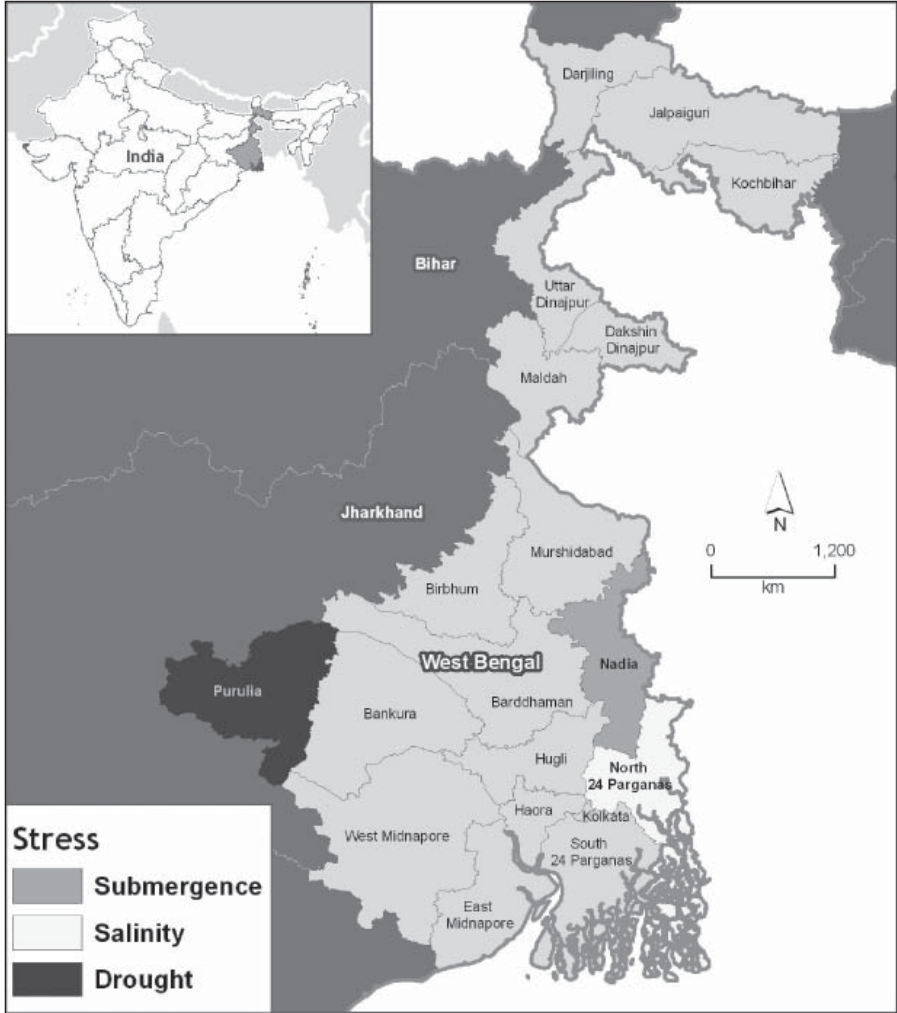 India
Darjiling
Jalpaiguri
Kochbihar
Bihar
Uttar
Dinajpur
Dakshin
Dinajpur
Maldah
Jharkhand
N
0 1,200
km
Murshidabad
Birbhum
West Bengal
Nadia
Purulia
Bankura
Barddhaman
Hugli
North
24 Parganas
Haora
Kolkata
West Midnapore
South
24 Parganas
East
Midnapore
Stress
Submergence
Salinity
Drought